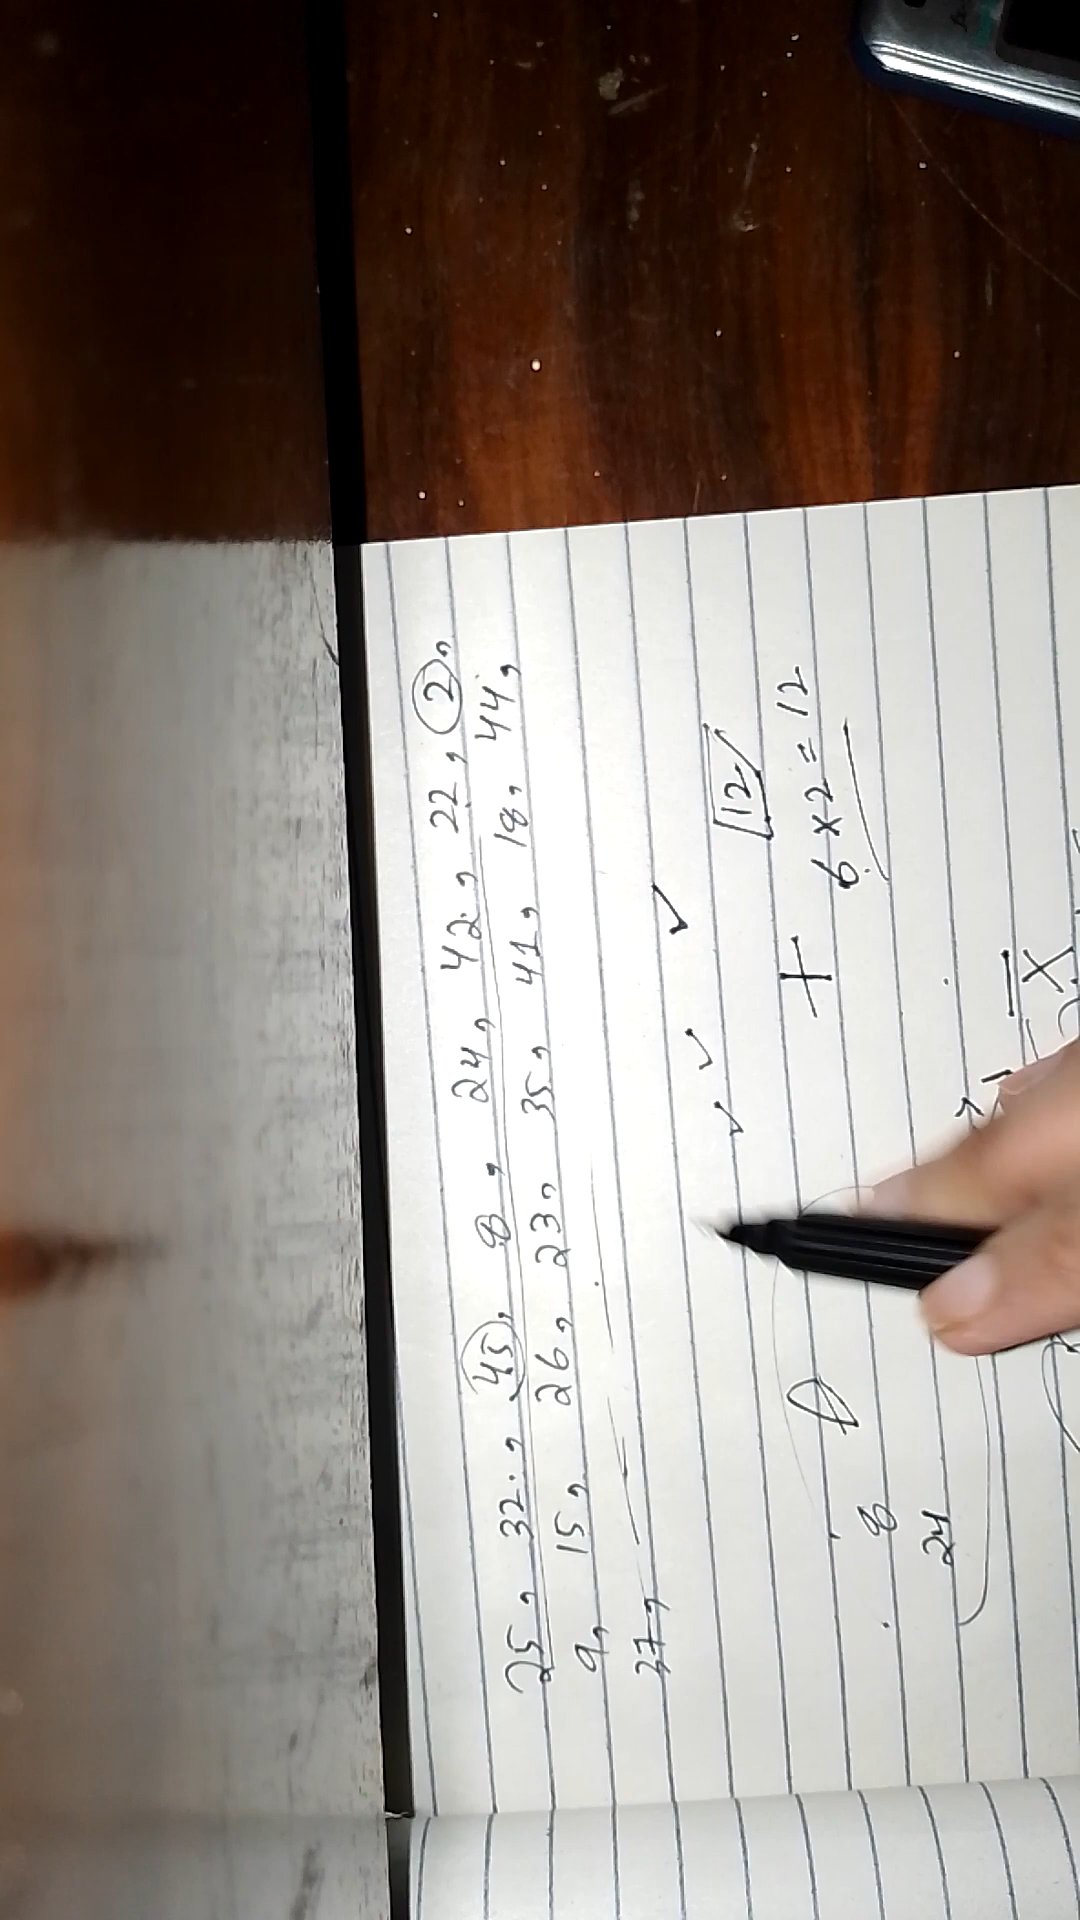 25, 32, 45, 8, 24, 42, 22, 2,
9, 15, 26, 23, 35, 41, 18, 44,
37,
12
+ 6 × 2 = 12
8
24